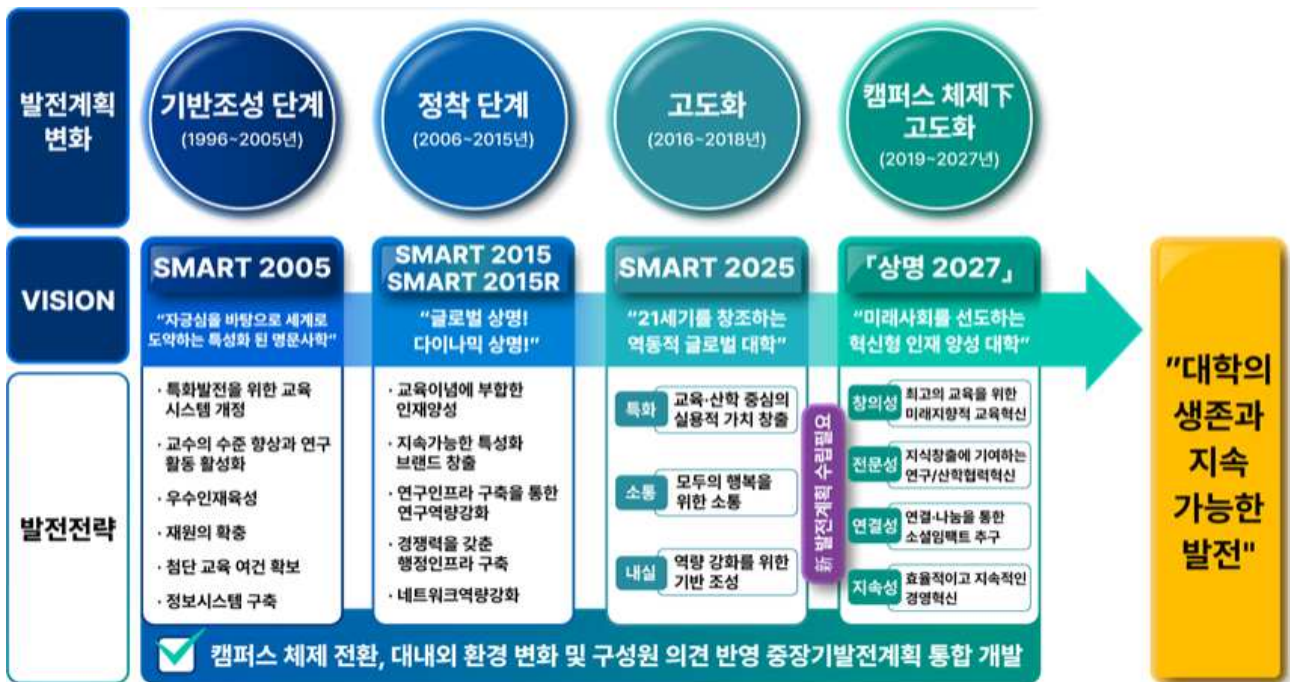 발전계획
변화
기반조성 단계
(1996~2005년)
정착 단계
(2006~2015년)
고도화
(2016~2018년)
캠퍼스 체제下
고도화
(2019~2027년)
VISION
SMART 2005
"자긍심을 바탕으로 세계로
도약하는 특성화 된 명문사학"
SMART 2015
SMART 2015R
"글로벌 상명!
다이나믹 상명!"
SMART 2025
"21세기를 창조하는
역동적 글로벌 대학"
「상명 2027」
"미래사회를 선도하는
혁신형 인재 양성 대학"
발전전략
· 특화발전을 위한 교육
시스템 개정
· 교수의 수준 향상과 연구
활동 활성화
· 우수인재육성
· 재원의 확충
· 첨단 교육 여건 확보
· 정보시스템 구축
· 교육이념에 부합한
인재양성
· 지속가능한 특성화
브랜드 창출
· 연구인프라 구축을 통한
연구역량강화
· 경쟁력을 갖춘
행정인프라 구축
· 네트워크역량강화
특화
교육·산학 중심의
실용적 가치 창출
소통
모두의 행복을
위한 소통
내실
역량 강화를 위한
기반 조성
新 발전계획 수립필요
창의성
최고의 교육을 위한
미래지향적 교육혁신
전문성
지식창출에 기여하는
연구/산학협력혁신
연결성
연결·나눔을 통한
소셜임팩트 추구
지속성
효율적이고 지속적인
경영혁신
캠퍼스 체제 전환, 대내외 환경 변화 및 구성원 의견 반영 중장기발전계획 통합 개발
"대학의
생존과
지속
가능한
발전"